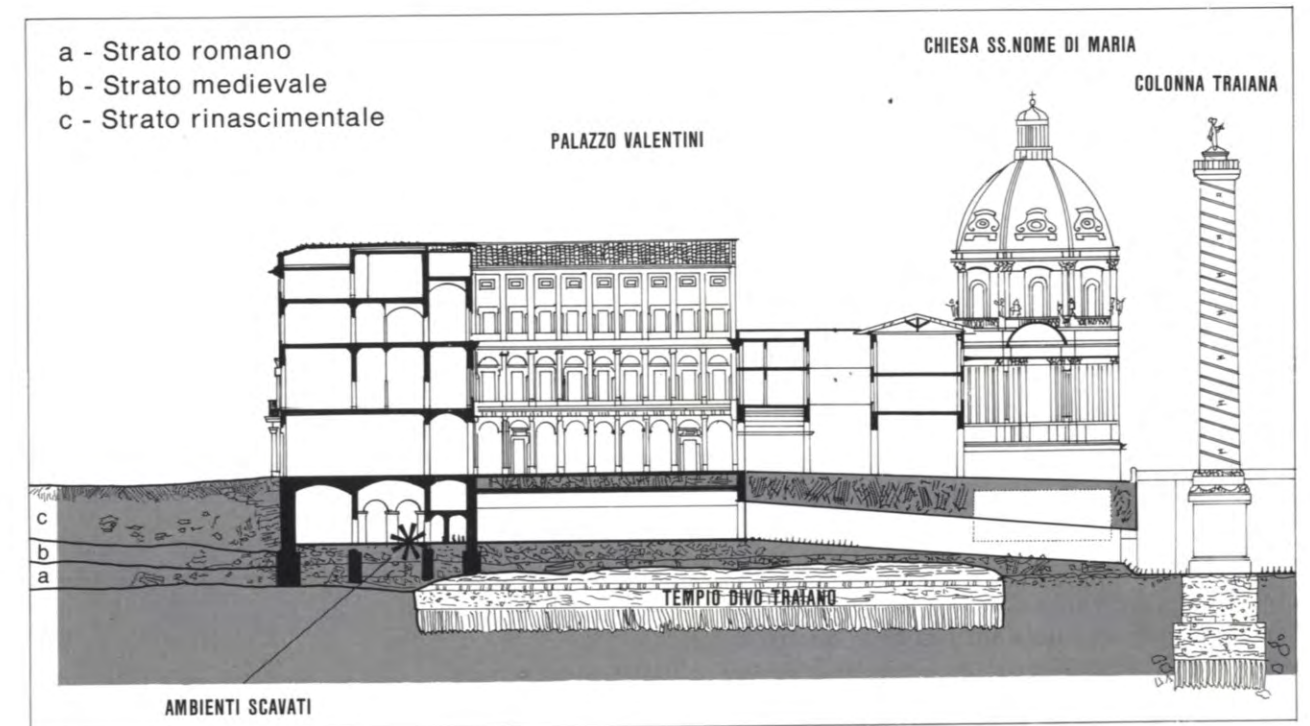 a - Strato romano
b - Strato medievale
c - Strato rinascimentale
CHIESA SS.NOME DI MARIA
COLONNA TRAIANA
PALAZZO VALENTINI
c
b
a
TEMPIO DIVO TRAIANO
AMBIENTI SCAVATI